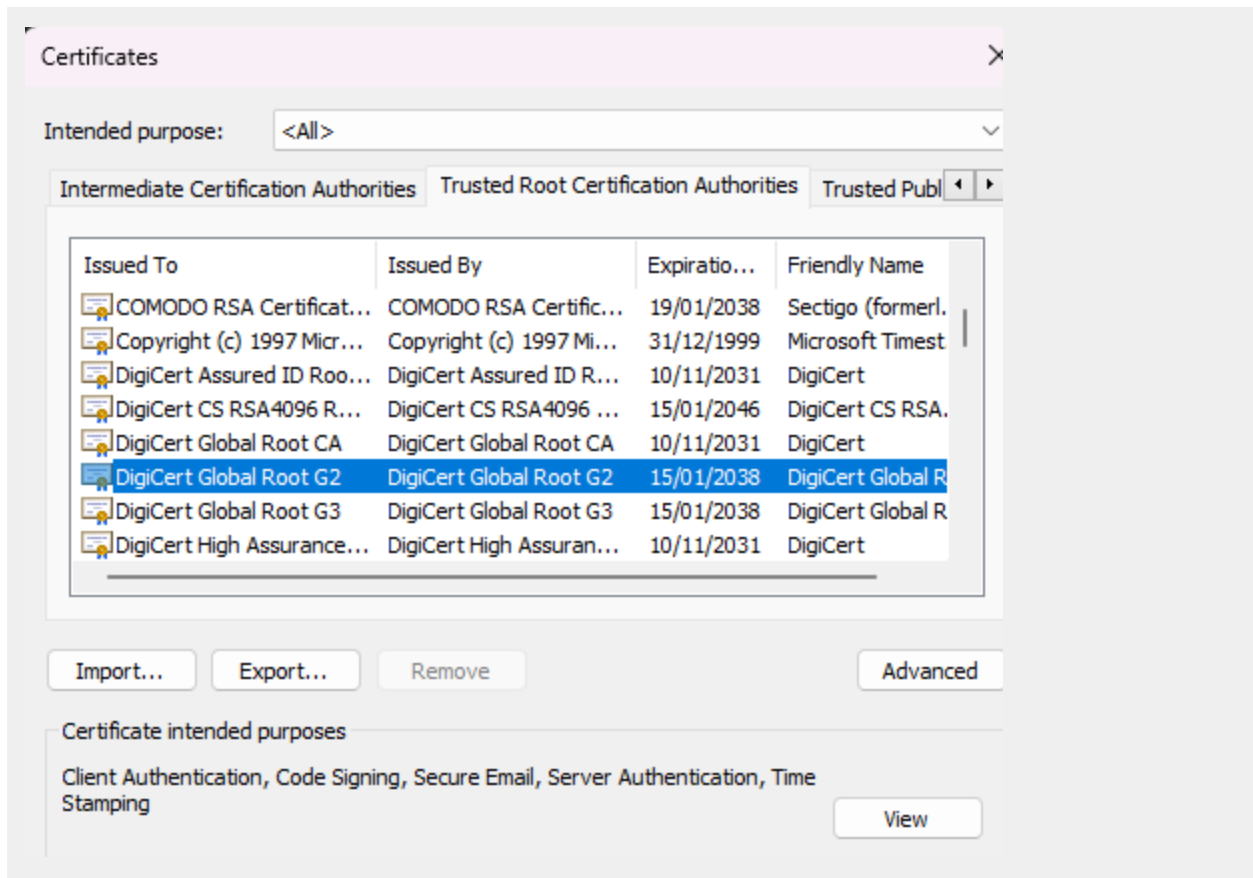 Certificates
Intended purpose: <All>
Intermediate Certification Authorities Trusted Root Certification Authorities Trusted Publ
Issued To Issued By Expiratio... Friendly Name
COMODO RSA Certificat... COMODO RSA Certific... 19/01/2038 Sectigo (formerl.
Copyright (c) 1997 Micr... Copyright (c) 1997 Mi... 31/12/1999 Microsoft Timest
DigiCert Assured ID Roo... DigiCert Assured ID R... 10/11/2031 DigiCert
DigiCert CS RSA4096 R... DigiCert CS RSA4096 ... 15/01/2046 DigiCert CS RSA.
DigiCert Global Root CA DigiCert Global Root CA 10/11/2031 DigiCert
DigiCert Global Root G2 DigiCert Global Root G2 15/01/2038 DigiCert Global R
DigiCert Global Root G3 DigiCert Global Root G3 15/01/2038 DigiCert Global R
DigiCert High Assurance... DigiCert High Assuran... 10/11/2031 DigiCert
Import... Export... Remove Advanced
Certificate intended purposes
Client Authentication, Code Signing, Secure Email, Server Authentication, Time
Stamping
View